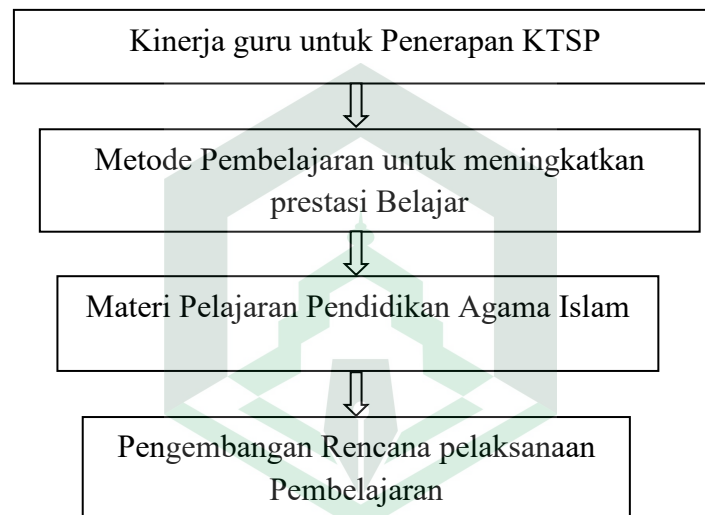 Kinerja guru untuk Penerapan KTSP
Metode Pembelajaran untuk meningkatkan
prestasi Belajar
Materi Pelajaran Pendidikan Agama Islam
Pengembangan Rencana pelaksanaan
Pembelajaran